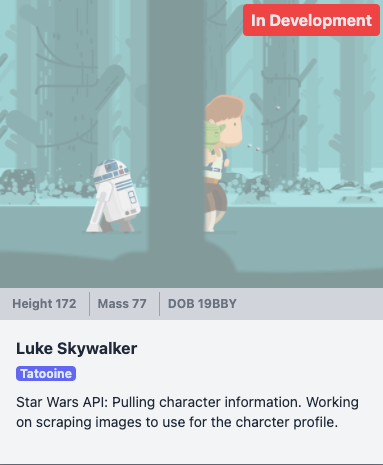 In Development
Height 172 Mass 77 DOB 19BBY
Luke Skywalker
Tatooine
Star Wars API: Pulling character information. Working
on scraping images to use for the charcter profile.